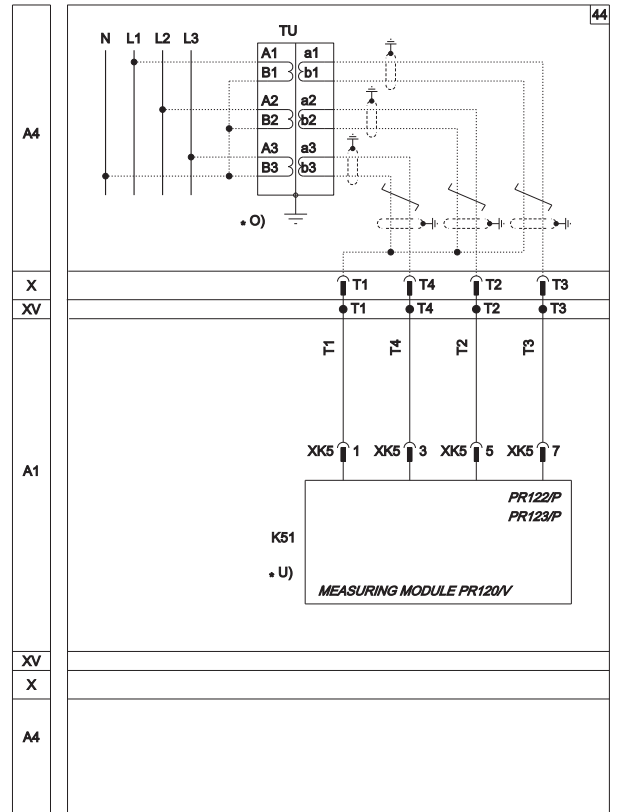 44
N L1 L2 L3
TU
A1 a1
B1 b1
A2 a2
B2 b2
A3 a3
B3 b3
A4
* O)
X
T1 T4 T2 T3
XV
T1 T4 T2 T3
T1 T4 T2 T3
XK5 1 XK5 3 XK5 5 XK5 7
A1
PR122/P
PR123/P
K51
* U)
MEASURING MODULE PR120/V
XV
X
A4